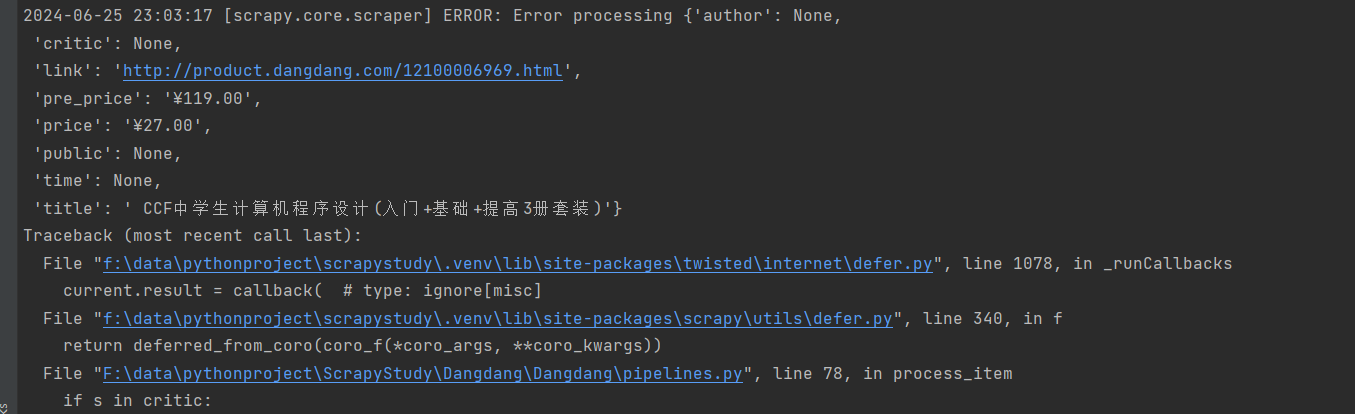 2024-06-25 23:03:17 [scrapy.core.scraper] ERROR: Error processing {'author': None,
'critic': None,
'link': 'http://product.dangdang.com/12100006969.html',
'pre_price': '¥119.00',
'price': '¥27.00',
'public': None,
'time': None,
'title': ' CCF中学生计算机程序设计(入门+基础+提高3册套装)'}
Traceback (most recent call last):
File "f:\data\pythonproject\scrapystudy\.venv\lib\site-packages\twisted\internet\defer.py", line 1078, in _runCallbacks
current.result = callback(  # type: ignore[misc]
File "f:\data\pythonproject\scrapystudy\.venv\lib\site-packages\scrapy\utils\defer.py", line 340, in f
return deferred_from_coro(coro_f(*coro_args, **coro_kwargs))
File "F:\data\pythonproject\ScrapyStudy\Dangdang\Dangdang\pipelines.py", line 78, in process_item
if s in critic: